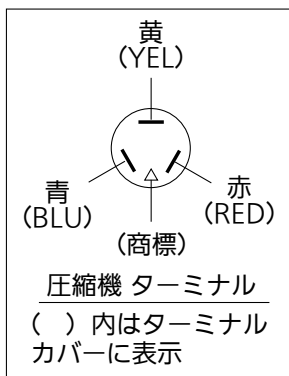 黄
(YEL)
青
(BLU)
赤
(RED)
(商標)
圧縮機 ターミナル
(　)内はターミナル
カバーに表示